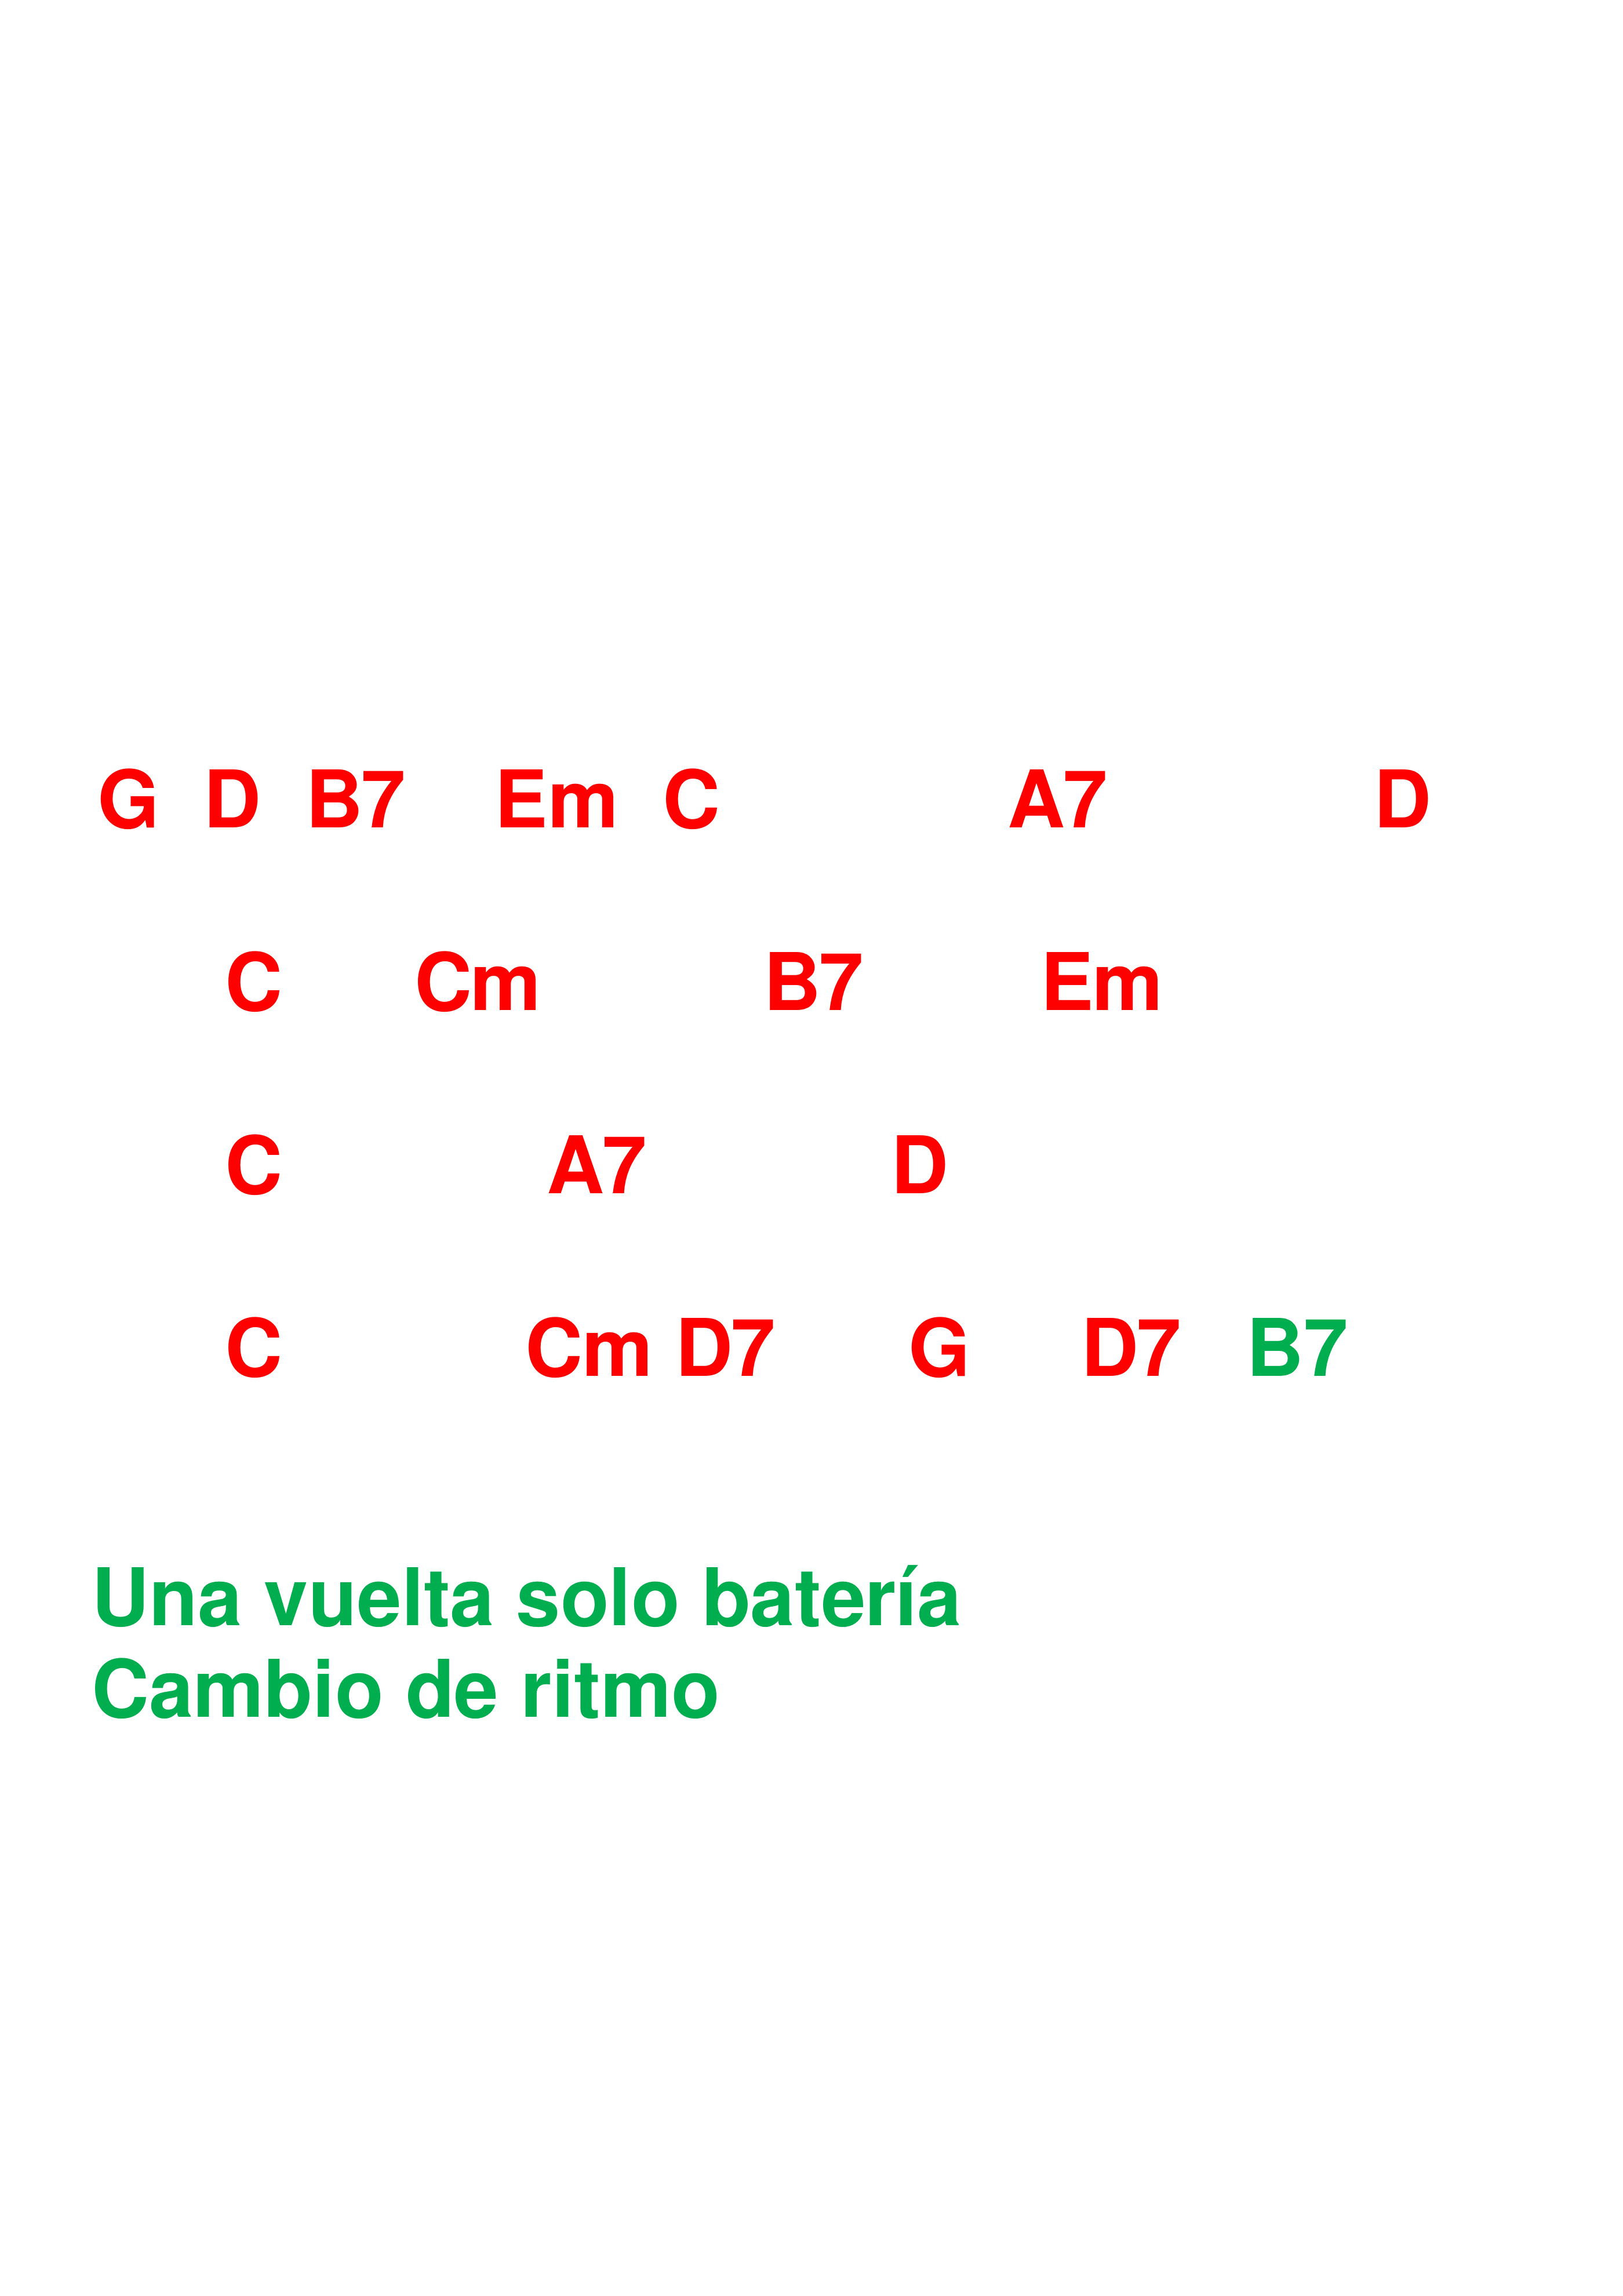 G D B7 Em C A7 D
C Cm B7 Em
C A7 D
C Cm D7 G D7 B7
Una vuelta solo batería
Cambio de ritmo